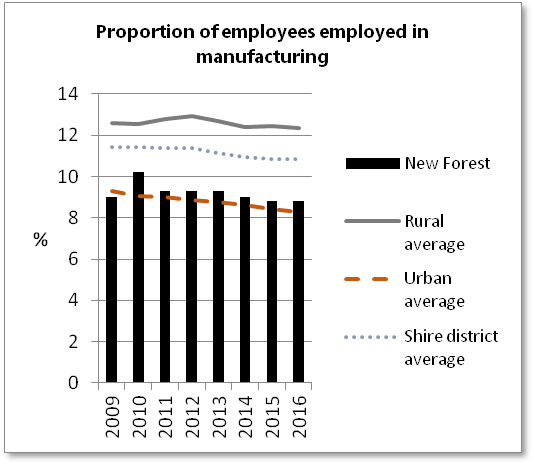 Proportion of employees employed in
manufacturing
14
12
10
8
6
4
2
0
%
2009
2010
2011
2012
2013
2014
2015
2016
New Forest
Rural
average
Urban
average
Shire district
average